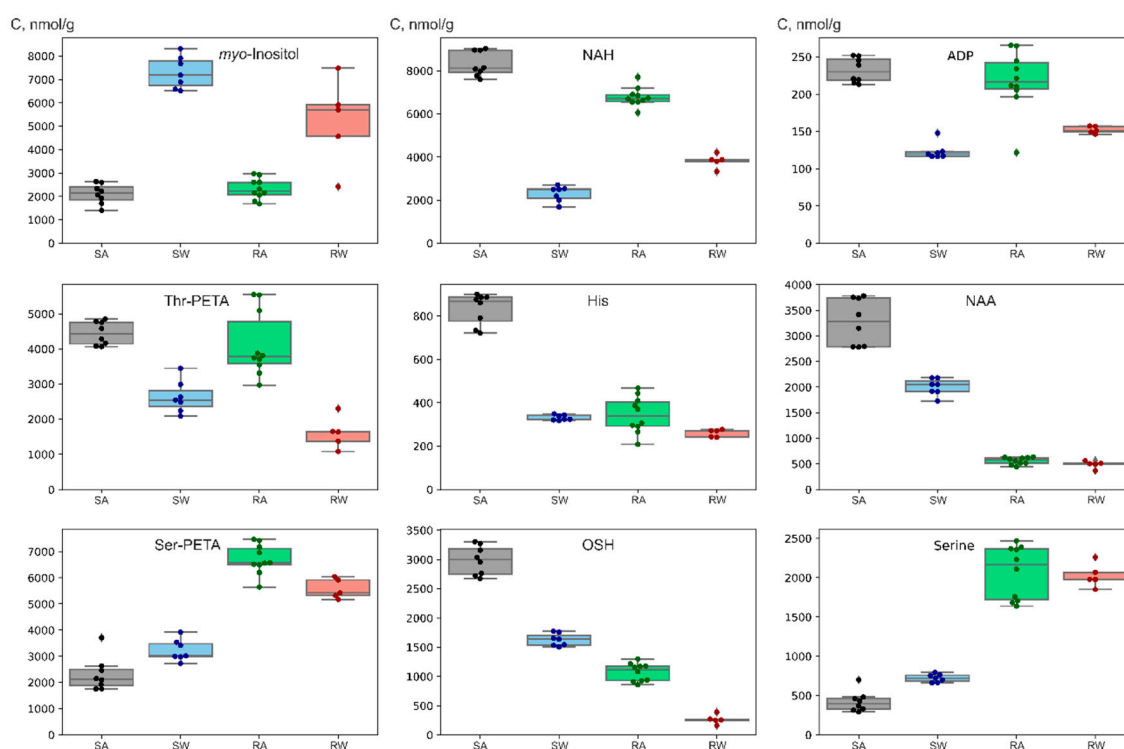 C, nmol/g
C, nmol/g
C, nmol/g
myo-Inositol
8000
7000
6000
5000
4000
3000
2000
1000
0
SA SW RA RW
NAH
8000
6000
4000
2000
0
SA SW RA RW
ADP
250
200
150
100
50
0
SA SW RA RW
Thr-PETA
5000
4000
3000
2000
1000
0
SA SW RA RW
His
800
600
400
200
0
SA SW RA RW
NAA
4000
3500
3000
2500
2000
1500
1000
500
0
SA SW RA RW
Ser-PETA
7000
6000
5000
4000
3000
2000
1000
0
SA SW RA RW
OSH
3500
3000
2500
2000
1500
1000
500
0
SA SW RA RW
Serine
2500
2000
1500
1000
500
0
SA SW RA RW